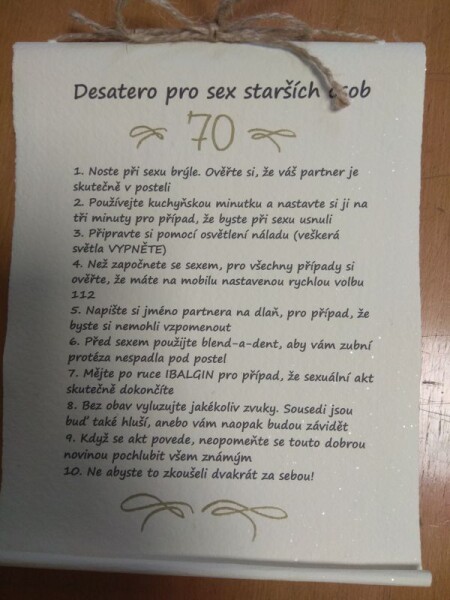 Desatero pro sex starších osob
70
1. Noste při sexu brýle. Ověřte si, že váš partner je
skutečně v posteli
2. Používejte kuchyňskou minutku a nastavte si ji na
tři minuty pro případ, že byste při sexu usnuli
3. Připravte si pomocí osvětlení náladu (veškerá
světla VYPNĚTE)
4. Než započnete se sexem, pro všechny případy si
ověřte, že máte na mobilu nastavenou rychlou volbu
112
5. Napište si jméno partnera na dlaň, pro případ, že
byste si nemohli vzpomenout
6. Před sexem použijte blend-a-dent, aby vám zubní
protéza nespadla pod postel
7. Mějte po ruce IBALGIN pro případ, že sexuální akt
skutečně dokončíte
8. Bez obav vyluzujte jakékoliv zvuky. Sousedi jsou
buď také hluší, anebo vám naopak budou závidět
9. Když se akt povede, neopomeňte se touto dobrou
novinou pochlubit všem známým
10. Ne abyste to zkoušeli dvakrát za sebou!